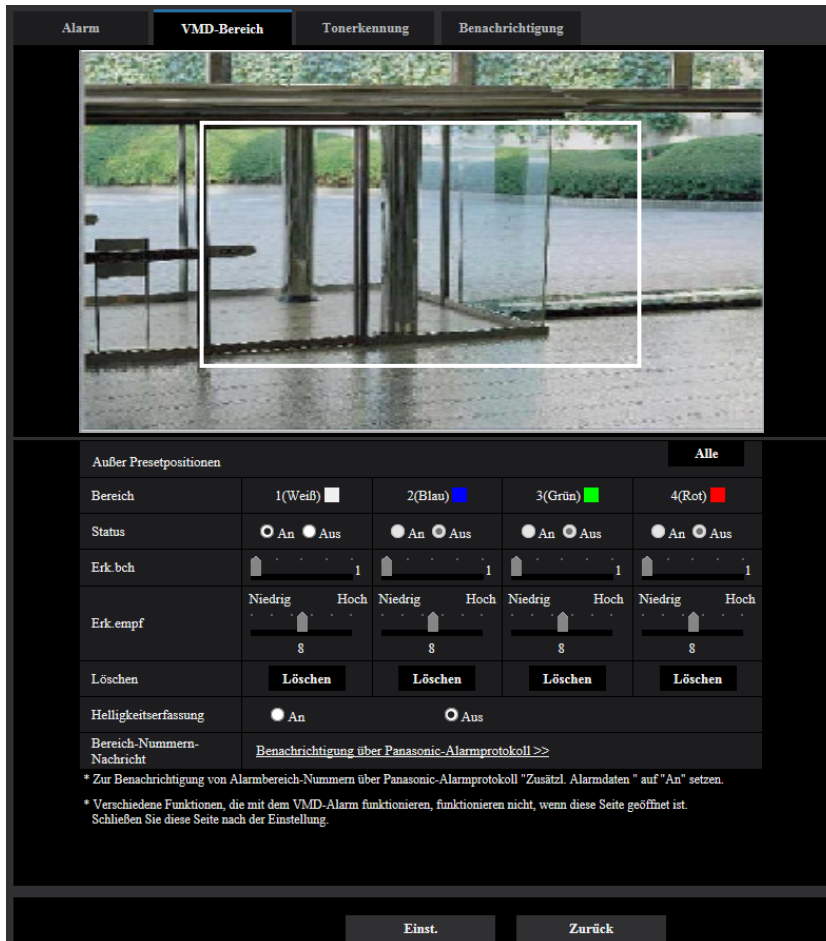 Alarm VMD-Bereich Tonerkennung Benachrichtigung
Außer Presetpositionen Alle
Bereich 1(Weiß) 2(Blau) 3(Grün) 4(Rot)
Status An Aus An Aus An Aus An Aus
Erk.bch 1 1 1 1
Niedrig Hoch Niedrig Hoch Niedrig Hoch Niedrig Hoch
Erk.empf
8 8 8 8
Löschen Löschen Löschen Löschen Löschen
Helligkeitserfassung An Aus
Bereich-Nummern-
Nachricht Benachrichtigung über Panasonic-Alarmprotokoll >>
* Zur Benachrichtigung von Alarmbereich-Nummern über Panasonic-Alarmprotokoll "Zusätzl. Alarmdaten " auf "An" setzen.
* Verschiedene Funktionen, die mit dem VMD-Alarm funktionieren, funktionieren nicht, wenn diese Seite geöffnet ist.
Schließen Sie diese Seite nach der Einstellung.
Einst. Zurück